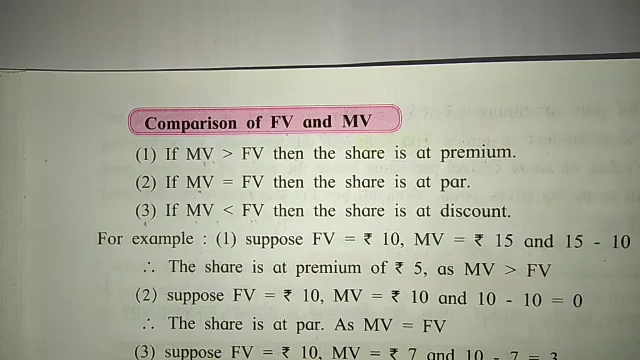 Comparison of FV and MV
(1) If MV > FV then the share is at premium.
(2) If MV = FV then the share is at par.
(3) If MV < FV then the share is at discount.
For example : (1) suppose FV = ₹ 10, MV = ₹ 15 and 15 - 10
∴ The share is at premium of ₹ 5, as MV > FV
(2) suppose FV = ₹ 10, MV = ₹ 10 and 10 - 10 = 0
∴ The share is at par. As MV = FV
(3) suppose FV = ₹ 10, MV = ₹ 7 and 10 - 7 = 3